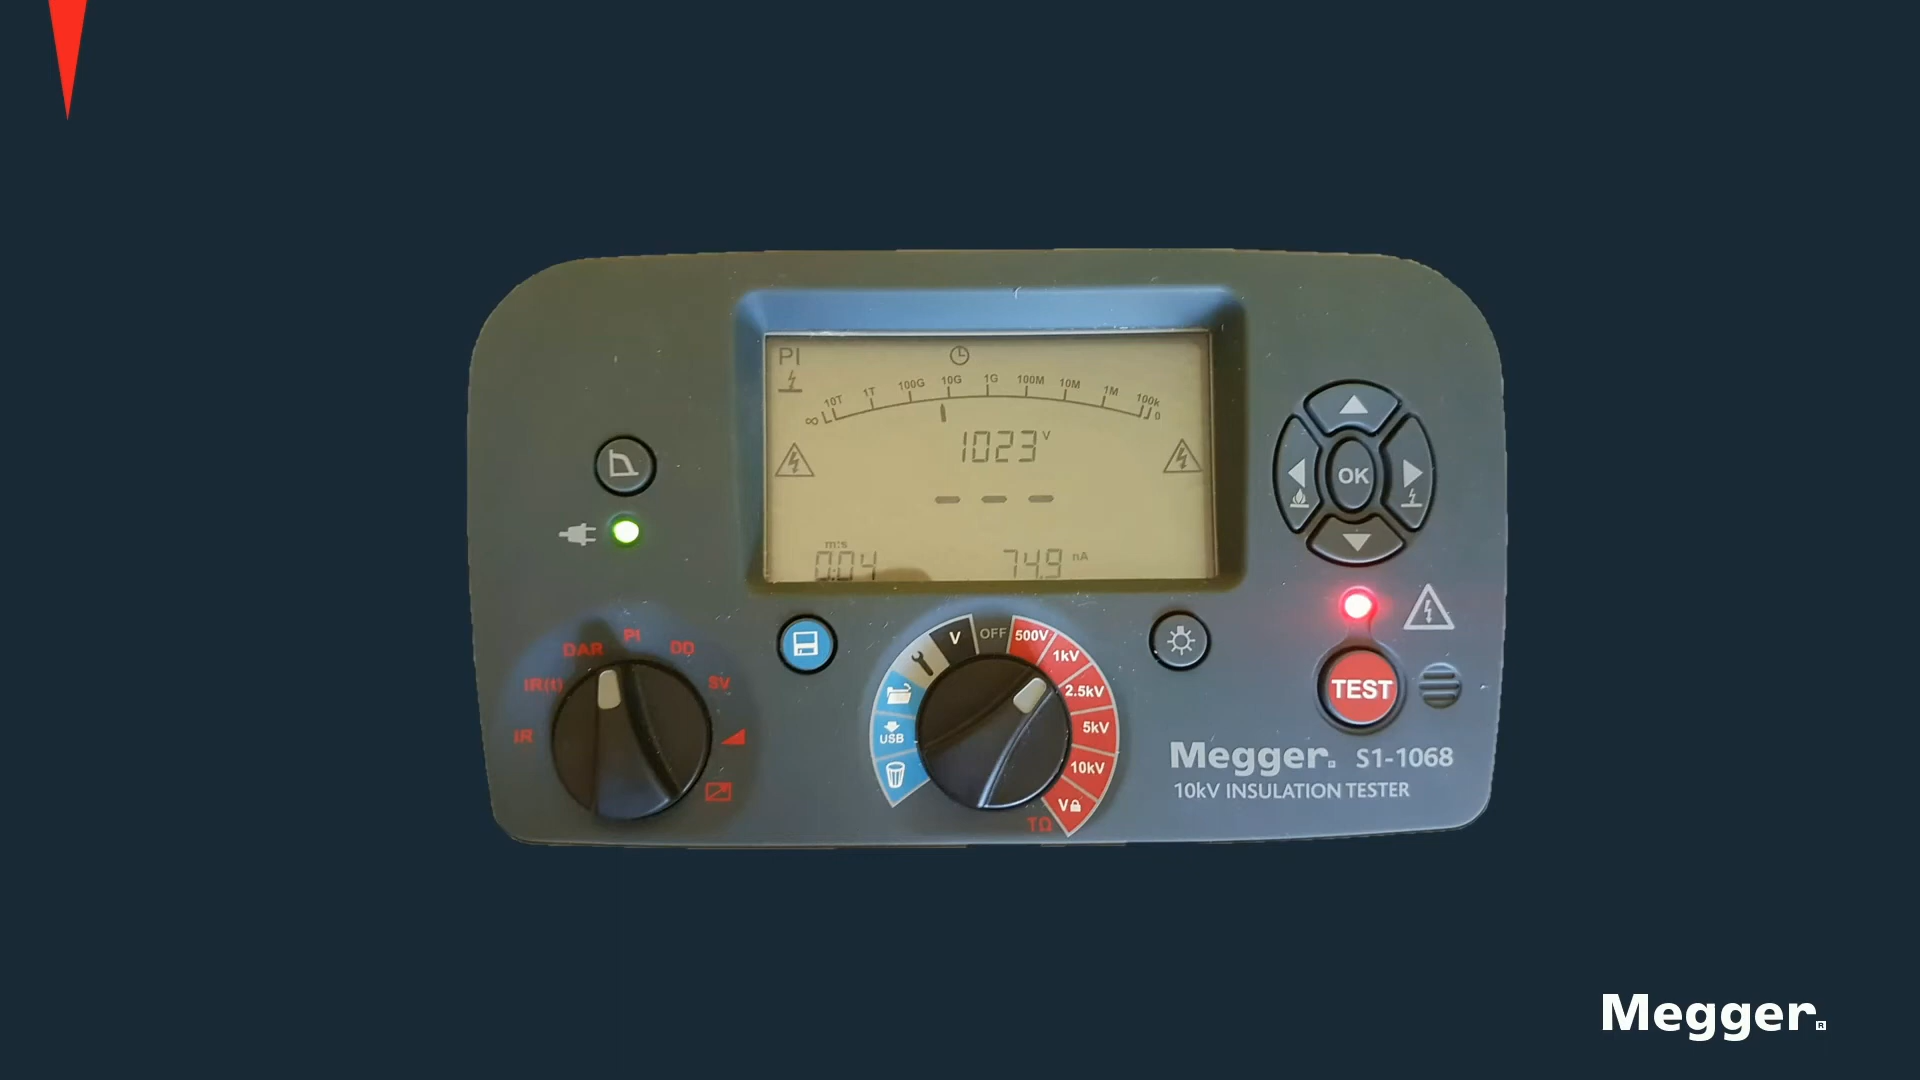 PI
10T 1T 100G 10G 1G 100M 10M 1M 100k
∞ 0
1023 V
- - -
m:s
0:04 74.9 nA
OK
TEST
IR IR(t) DAR PI DD SV
USB V OFF 500V 1kV 2.5kV 5kV 10kV V
TΩ
Megger. S1-1068
10kV INSULATION TESTER
Megger.